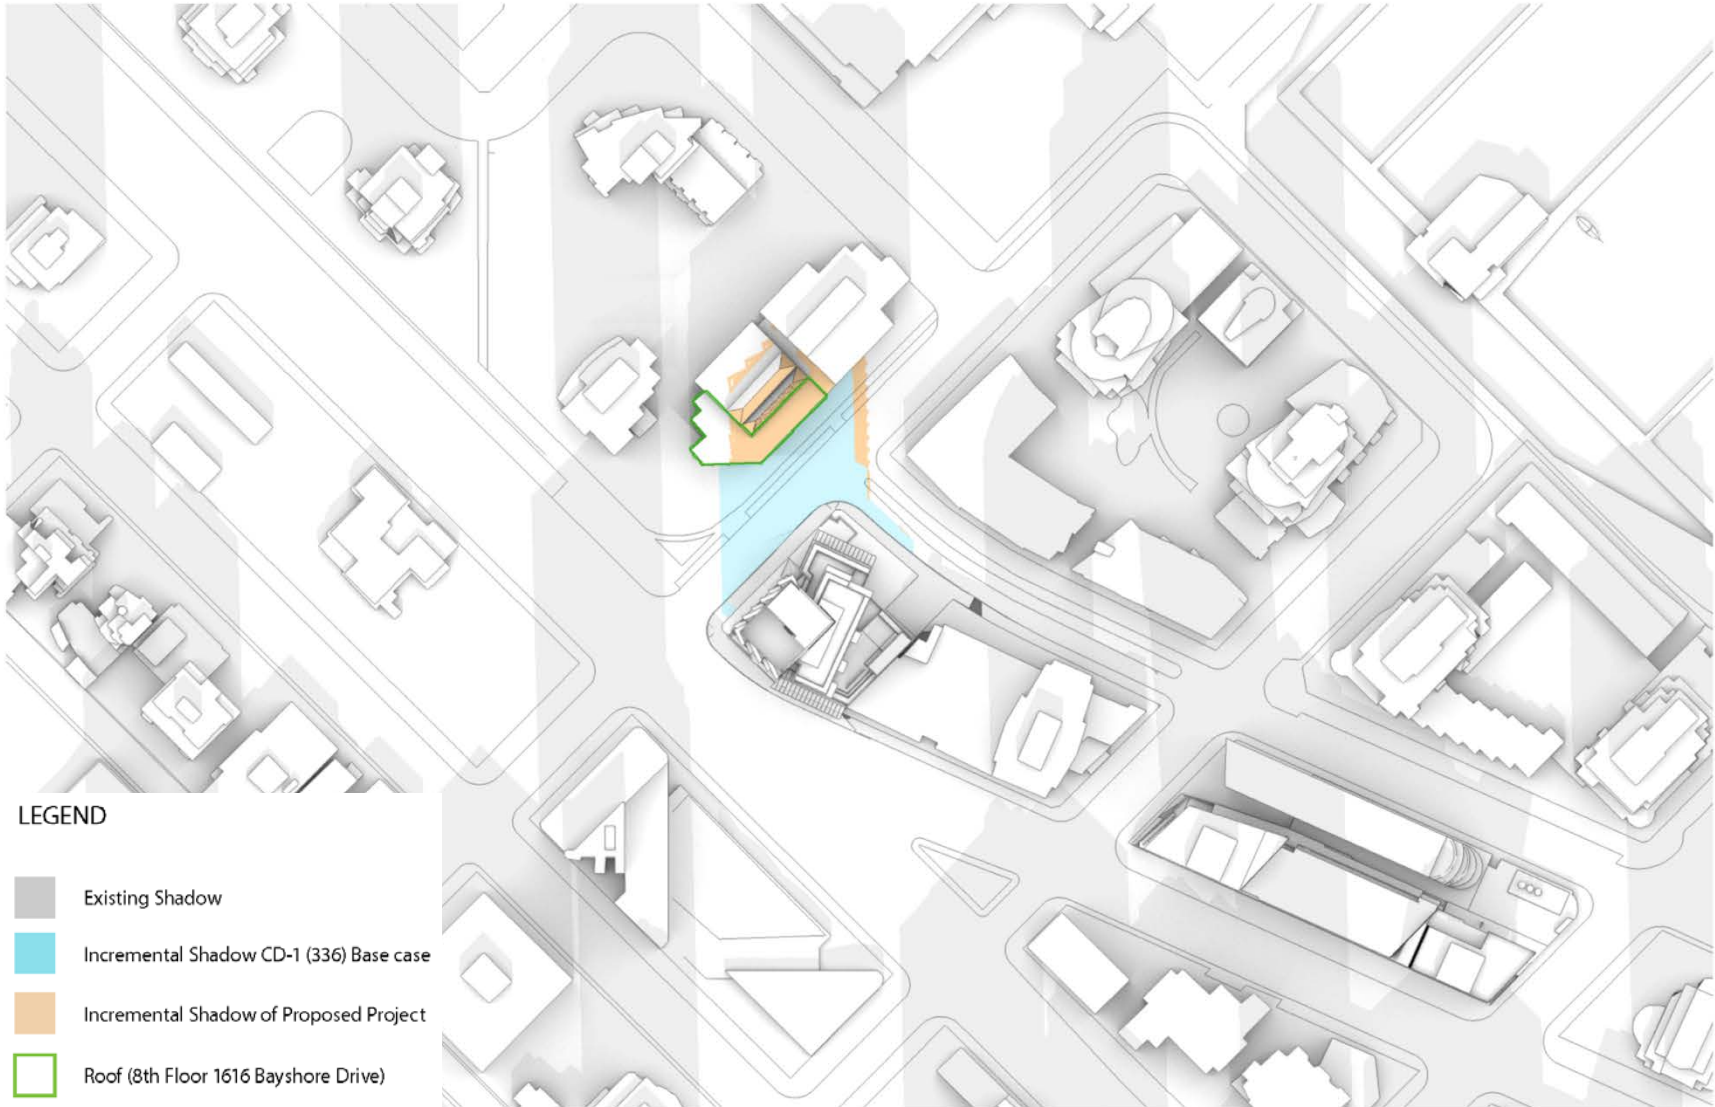 LEGEND
Existing Shadow
Incremental Shadow CD-1 (336) Base case
Incremental Shadow of Proposed Project
Roof (8th Floor 1616 Bayshore Drive)